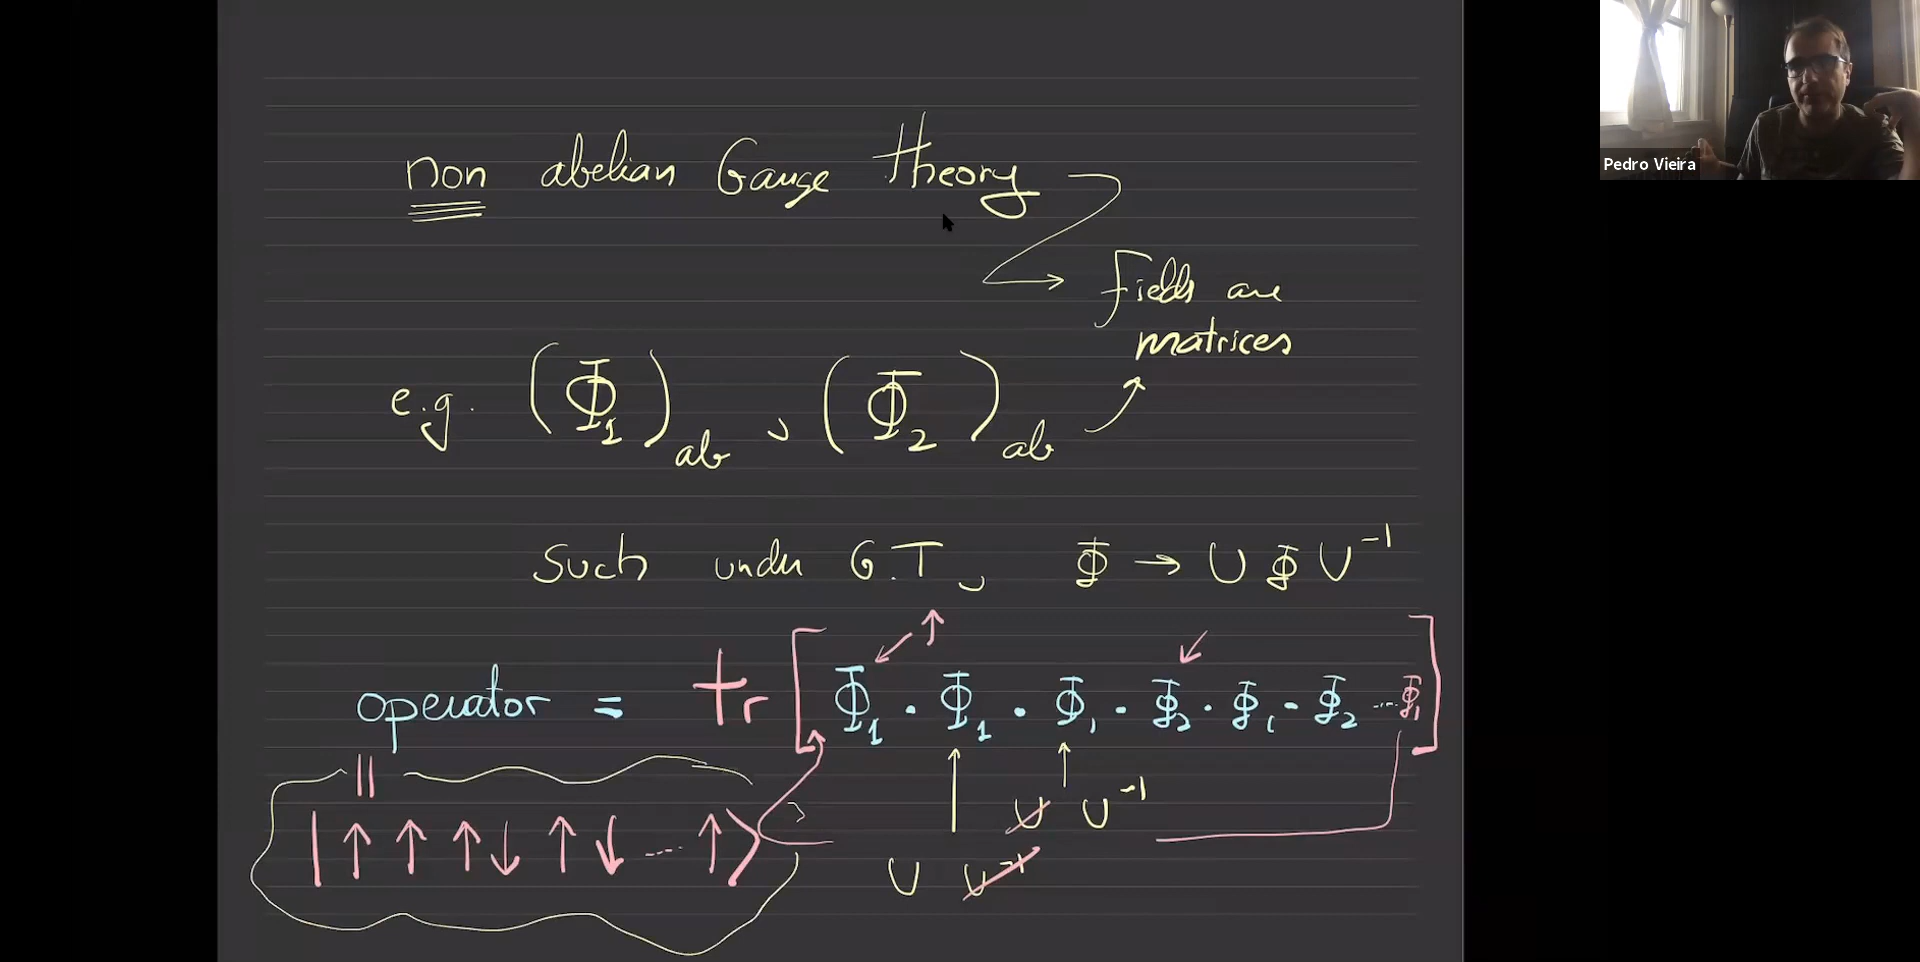 Pedro Vieira
non abelian Gauge theory
fields are
matrices
e.g. (Φ₁)ab , (Φ₂)ab
Such under G.T, Φ → U Φ U⁻¹
operator = tr [Φ₁ · Φ₁ · Φ₁ · Φ₂ · Φ₁ · Φ₂ ... Φ₁]
U U⁻¹
|↑ ↑ ↑ ↓ ↑ ↓ ... ↑⟩
U U⁻¹